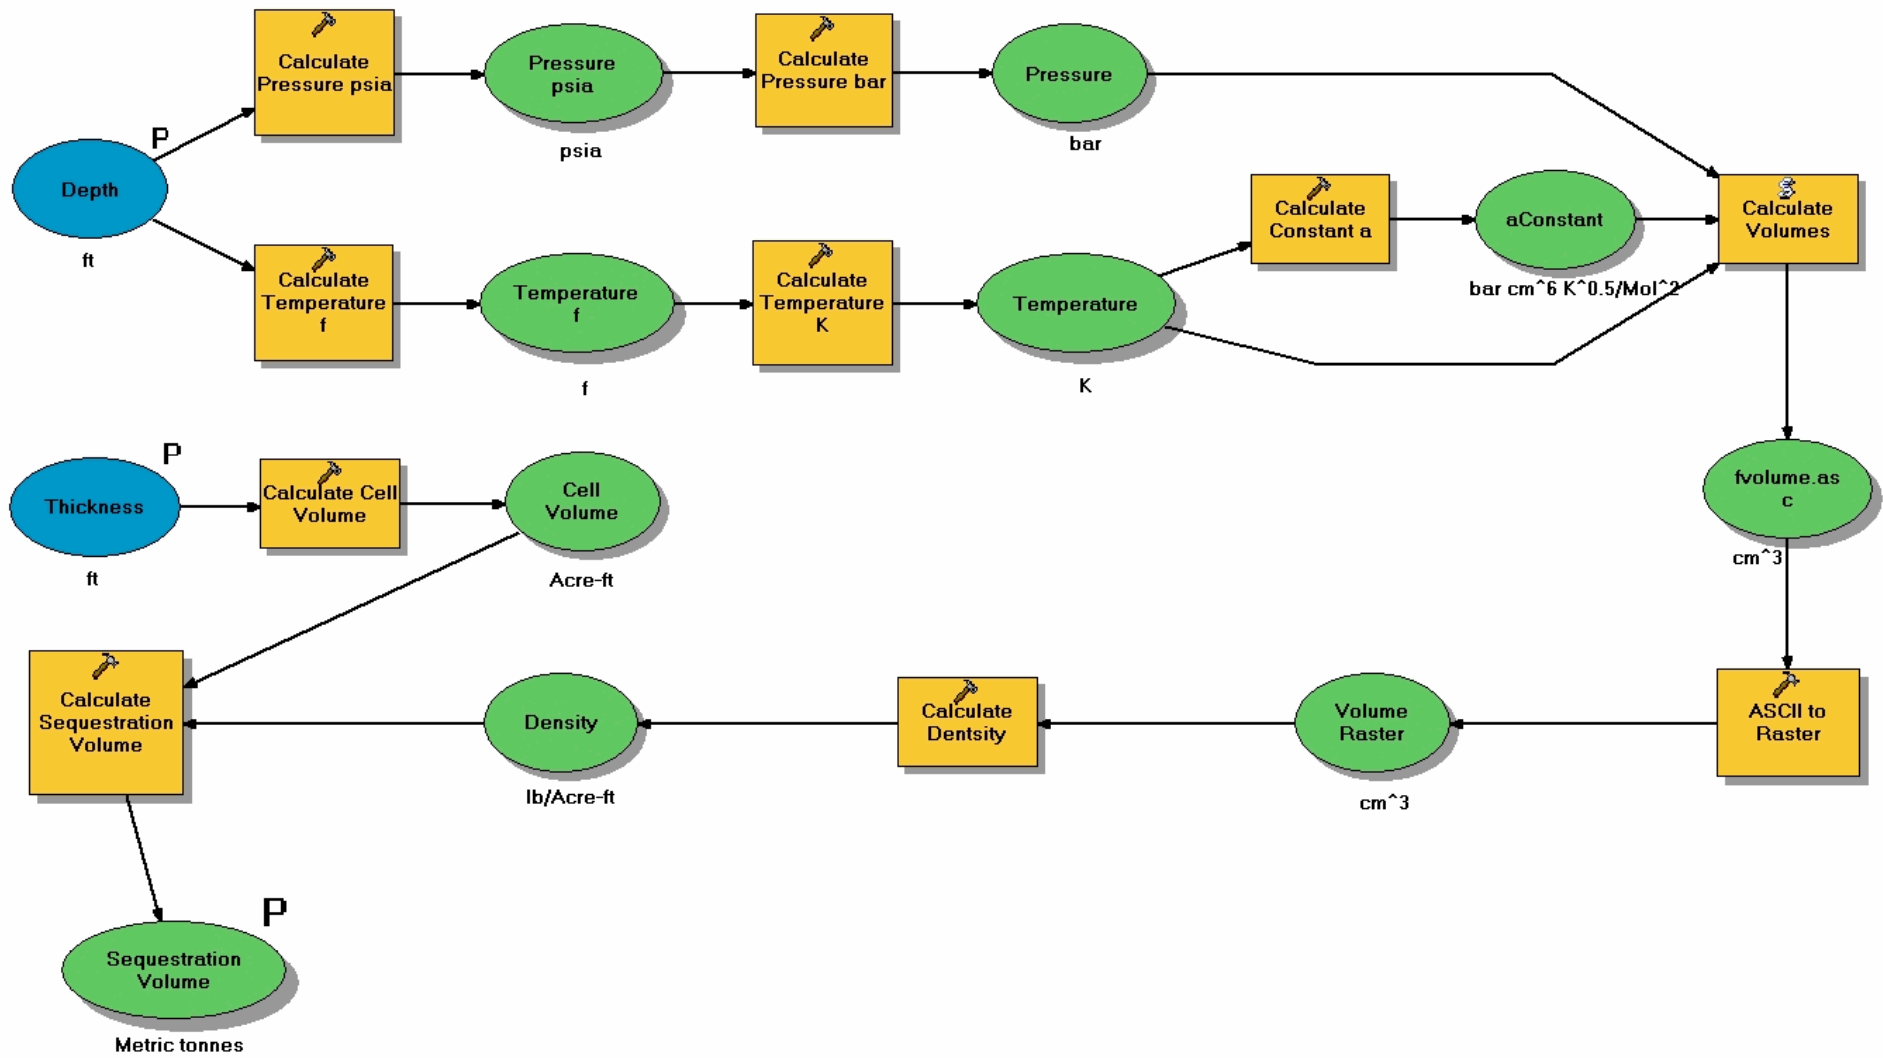 Calculate
Pressure psia
Pressure
psia
psia
Calculate
Pressure bar
Pressure
bar
P
Depth
ft
Calculate
Temperature
f
Temperature
f
f
Calculate
Temperature
K
Temperature
K
Calculate
Constant a
aConstant
bar cm^6 K^0.5/Mol^2
Calculate
Volumes
P
Thickness
ft
Calculate Cell
Volume
Cell
Volume
Acre-ft
fvolume.as
c
cm^3
ASCII to
Raster
Volume
Raster
cm^3
Calculate
Dentsity
Density
lb/Acre-ft
Calculate
Sequestration
Volume
P
Sequestration
Volume
Metric tonnes